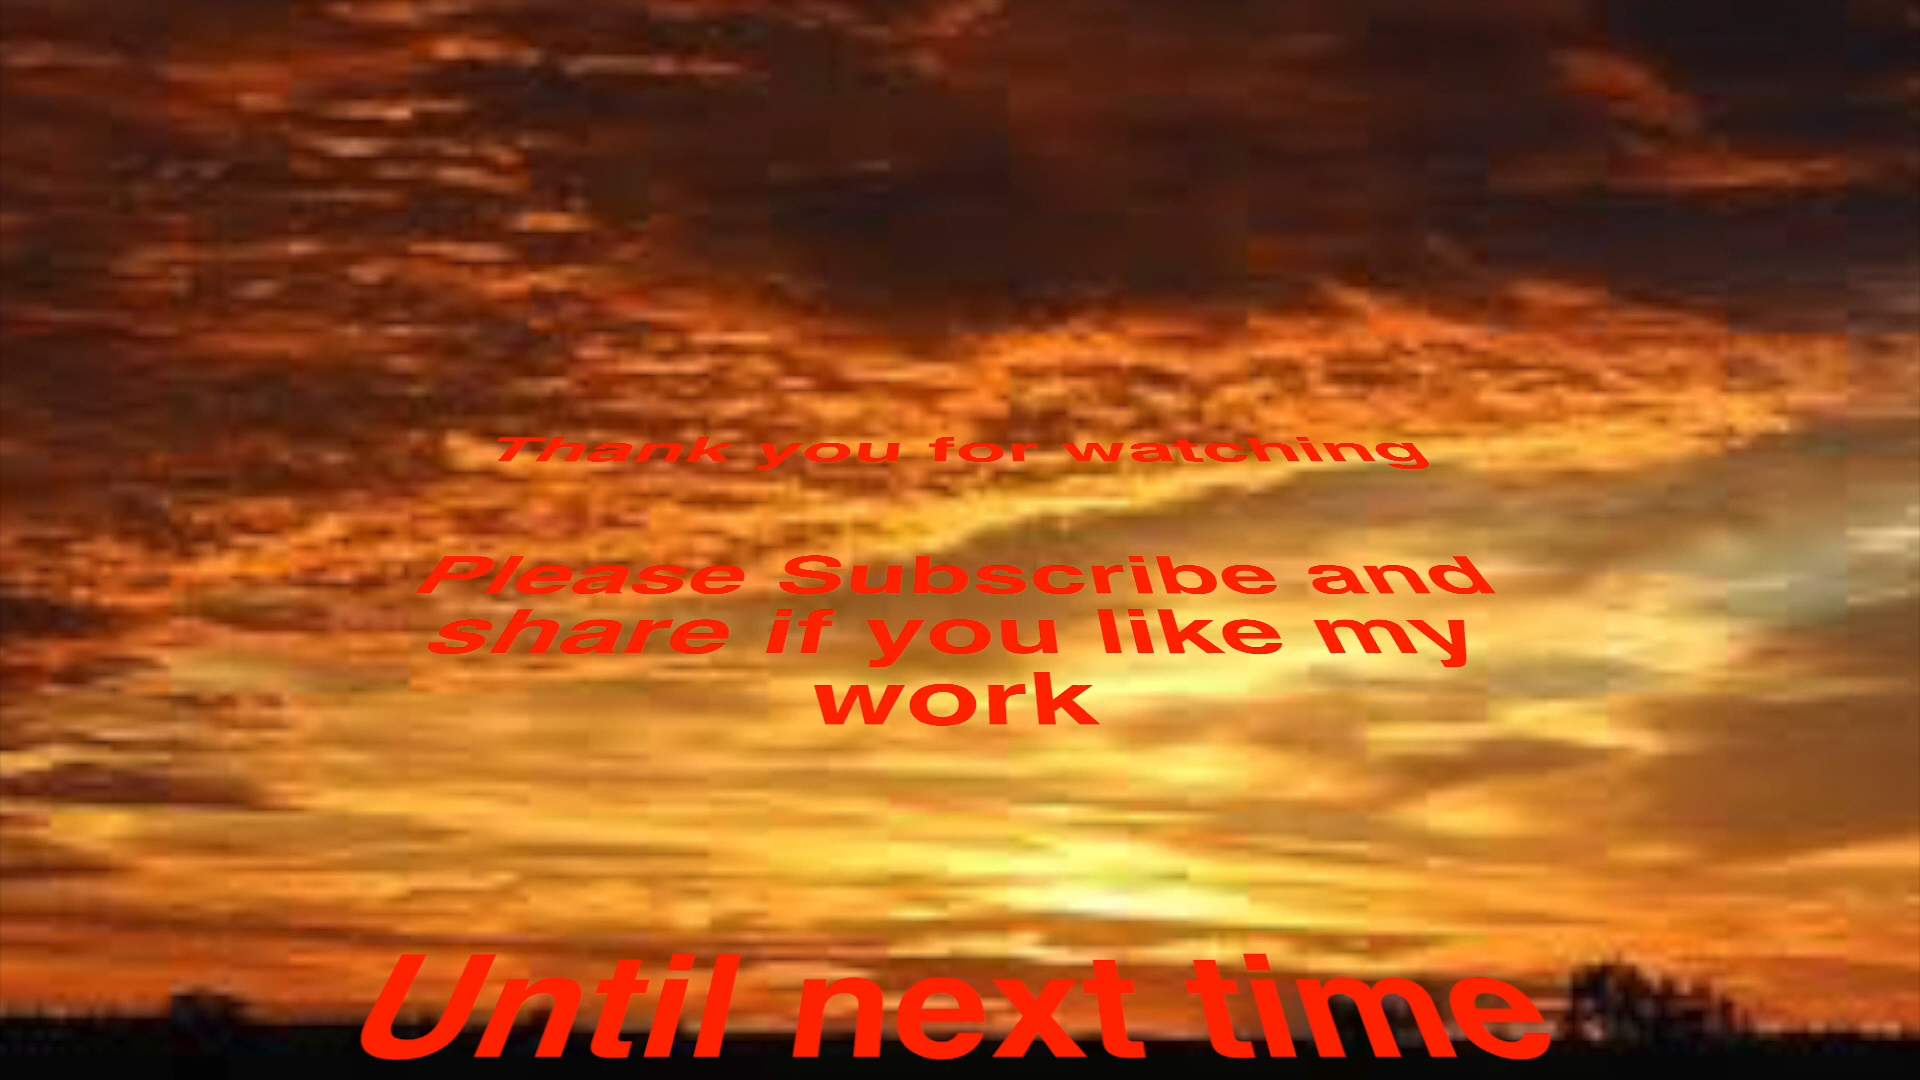 Thank you for watching
Please Subscribe and
share if you like my
work
Until next time